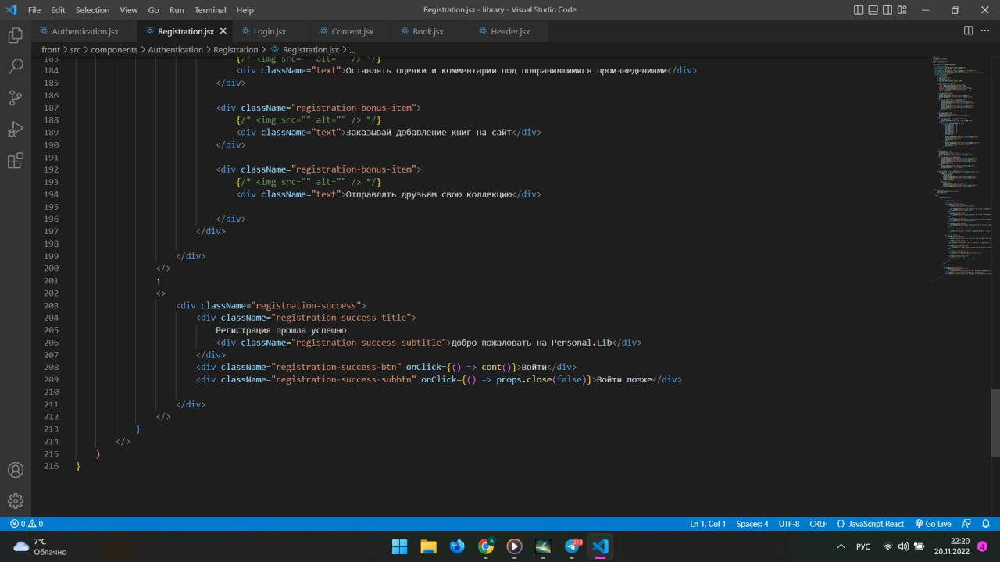 File Edit Selection View Go Run Terminal Help Registration.jsx - library - Visual Studio Code
Authentication.jsx Registration.jsx Login.jsx Content.jsx Book.jsx Header.jsx
front > src > components > Authentication > Registration > Registration.jsx > ...
183 {/* <img src="" alt="" /> */}
184 <div className="text">Оставлять оценки и комментарии под понравившимися произведениями</div>
185 </div>
186
187 <div className="registration-bonus-item">
188 {/* <img src="" alt="" /> */}
189 <div className="text">Заказывай добавление книг на сайт</div>
190 </div>
191
192 <div className="registration-bonus-item">
193 {/* <img src="" alt="" /> */}
194 <div className="text">Отправлять друзьям свою коллекцию</div>
195
196 </div>
197 </div>
198
199 </div>
200 </>
201 :
202 <>
203 <div className="registration-success">
204 <div className="registration-success-title">
205 Регистрация прошла успешно
206 <div className="registration-success-subtitle">Добро пожаловать на Personal.Lib</div>
207 </div>
208 <div className="registration-success-btn" onClick={() => cont()}>Войти</div>
209 <div className="registration-success-subbtn" onClick={() => props.close(false)}>Войти позже</div>
210
211 </div>
212 </>
213 }
214 </>
215 )
216 }
0 0 Ln 1, Col 1 Spaces: 4 UTF-8 CRLF {} JavaScript React Go Live
7°C
Облачно
218
РУС
22:20
20.11.2022
4